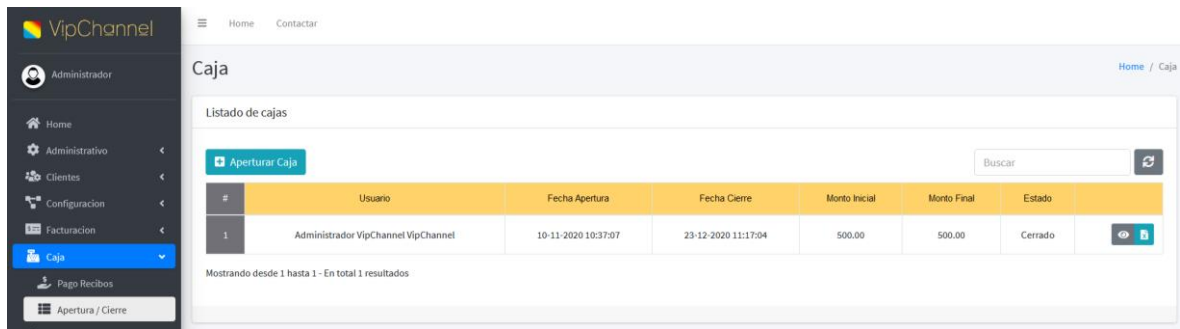 VipChannel
Home Contactar
Administrador
Caja
Home / Caja
Home
Administrativo
Clientes
Configuracion
Facturacion
Caja
Pago Recibos
Apertura / Cierre
Listado de cajas
Aperturar Caja
Buscar
# Usuario Fecha Apertura Fecha Cierre Monto Inicial Monto Final Estado
1 Administrador VipChannel VipChannel 10-11-2020 10:37:07 23-12-2020 11:17:04 500.00 500.00 Cerrado
Mostrando desde 1 hasta 1 - En total 1 resultados